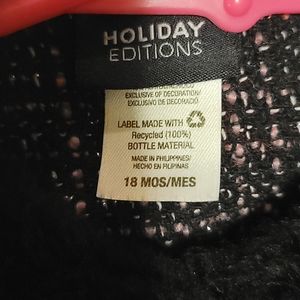 HOLIDAY
EDITIONS
EXCLUSIVE OF DECORATION/
EXCLUSIVO DE DECORACIÓ
LABEL MADE WITH
Recycled (100%)
BOTTLE MATERIAL
MADE IN PHILIPPINES/
HECHO EN FILIPINAS
18 MOS/MES